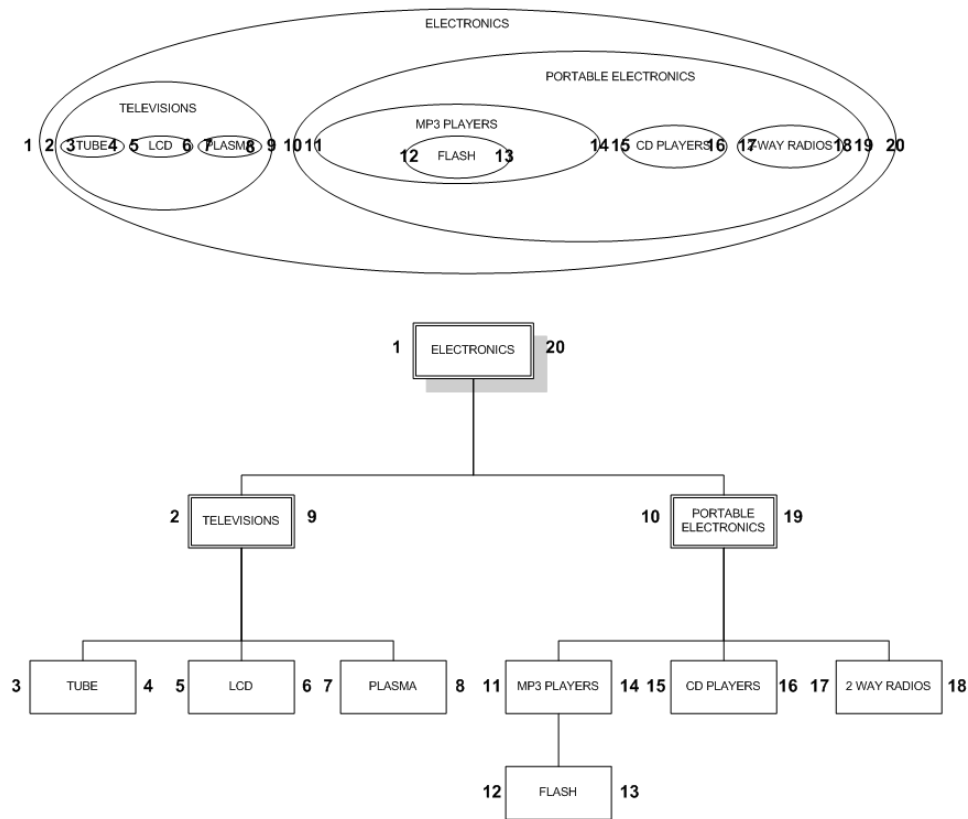 ELECTRONICS
PORTABLE ELECTRONICS
TELEVISIONS
MP3 PLAYERS
1 2 3 TUBE 4 5 LCD 6 7 PLASMA 8 9 10 11 14 15 CD PLAYERS 16 17 2 WAY RADIOS 18 19 20
12 FLASH 13
1 ELECTRONICS 20
2 TELEVISIONS 9
10 PORTABLE
ELECTRONICS 19
3 TUBE 4 5 LCD 6 7 PLASMA 8 11 MP3 PLAYERS 14 15 CD PLAYERS 16 17 2 WAY RADIOS 18
12 FLASH 13